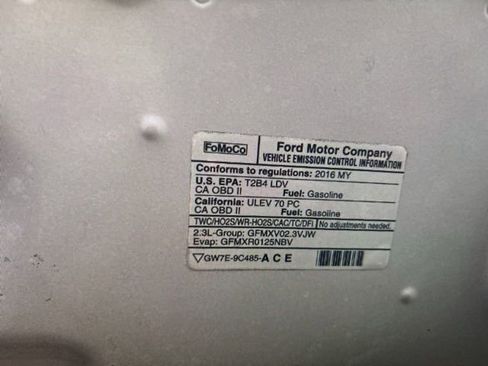 FoMoCo Ford Motor Company
VEHICLE EMISSION CONTROL INFORMATION
Conforms to regulations: 2016 MY
U.S. EPA: T2B4 LDV
CA OBD II Fuel: Gasoline
California: ULEV 70 PC
CA OBD II Fuel: Gasoline
TWC/HO2S/WR-HO2S/CAC/TC/DFI No adjustments needed.
2.3L-Group: GFMXV02.3VJW
Evap: GFMXR0125NBV
GW7E-9C485-A C E